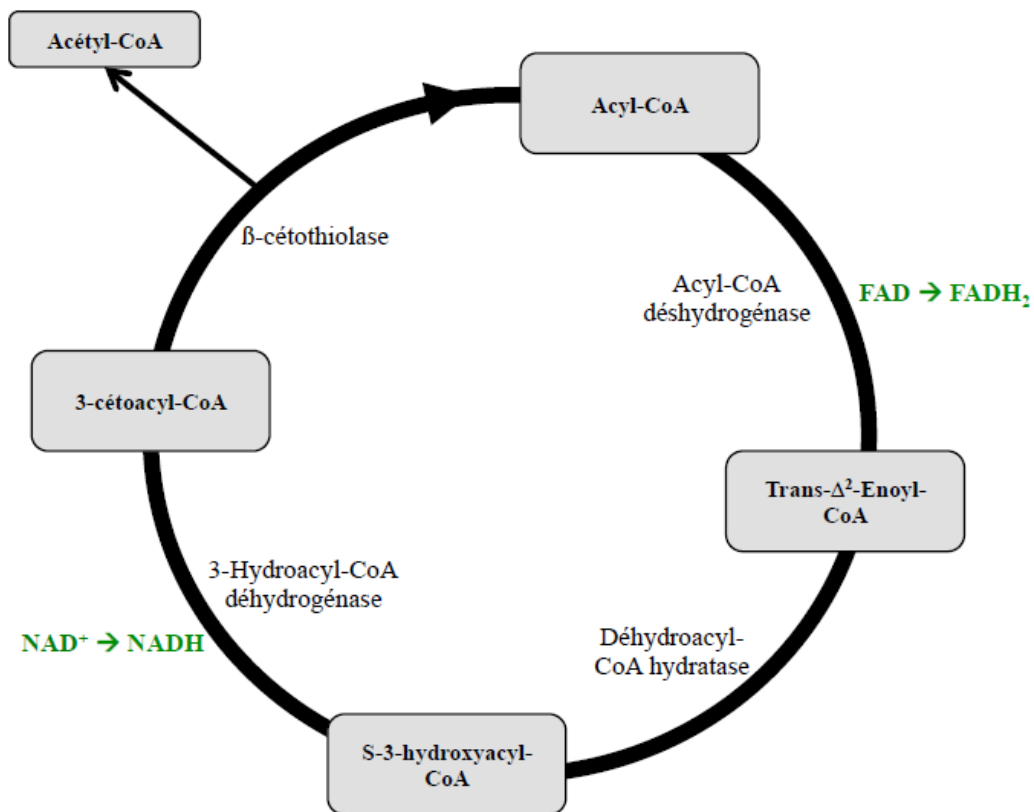 Acétyl-CoA
Acyl-CoA
ß-cétothiolase
Acyl-CoA
déshydrogénase
FAD → FADH₂
3-cétoacyl-CoA
Trans-Δ²-Enoyl-
CoA
3-Hydroacyl-CoA
déhydrogénase
NAD⁺ → NADH
Déhydroacyl-
CoA hydratase
S-3-hydroxyacyl-
CoA